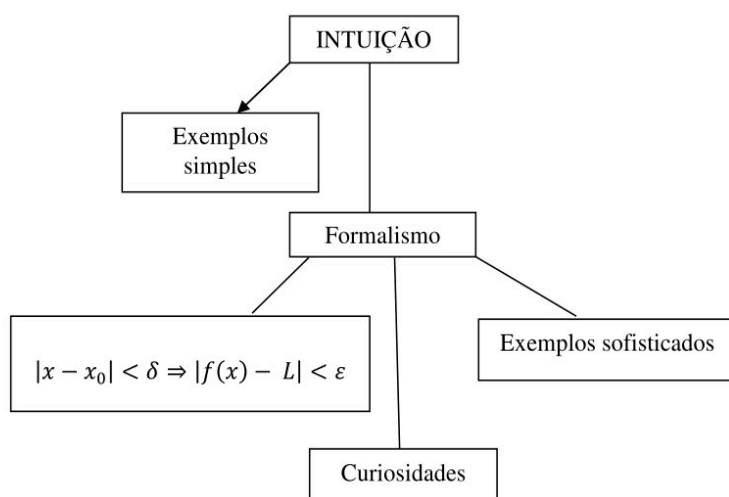 INTUIÇÃO
Exemplos
simples
Formalismo
|x − x₀| < δ ⇒ |f(x) − L| < ε
Exemplos sofisticados
Curiosidades